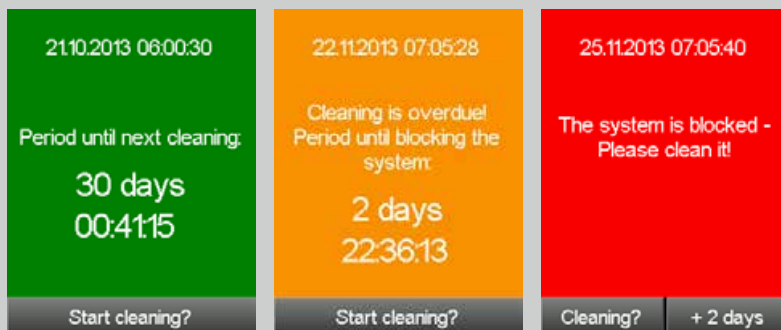 21.10.2013 06:00:30
Period until next cleaning:
30 days
00:41:15
Start cleaning?
22.11.2013 07:05:28
Cleaning is overdue!
Period until blocking the
system:
2 days
22:36:13
Start cleaning?
25.11.2013 07:05:40
The system is blocked -
Please clean it!
Cleaning?
+ 2 days